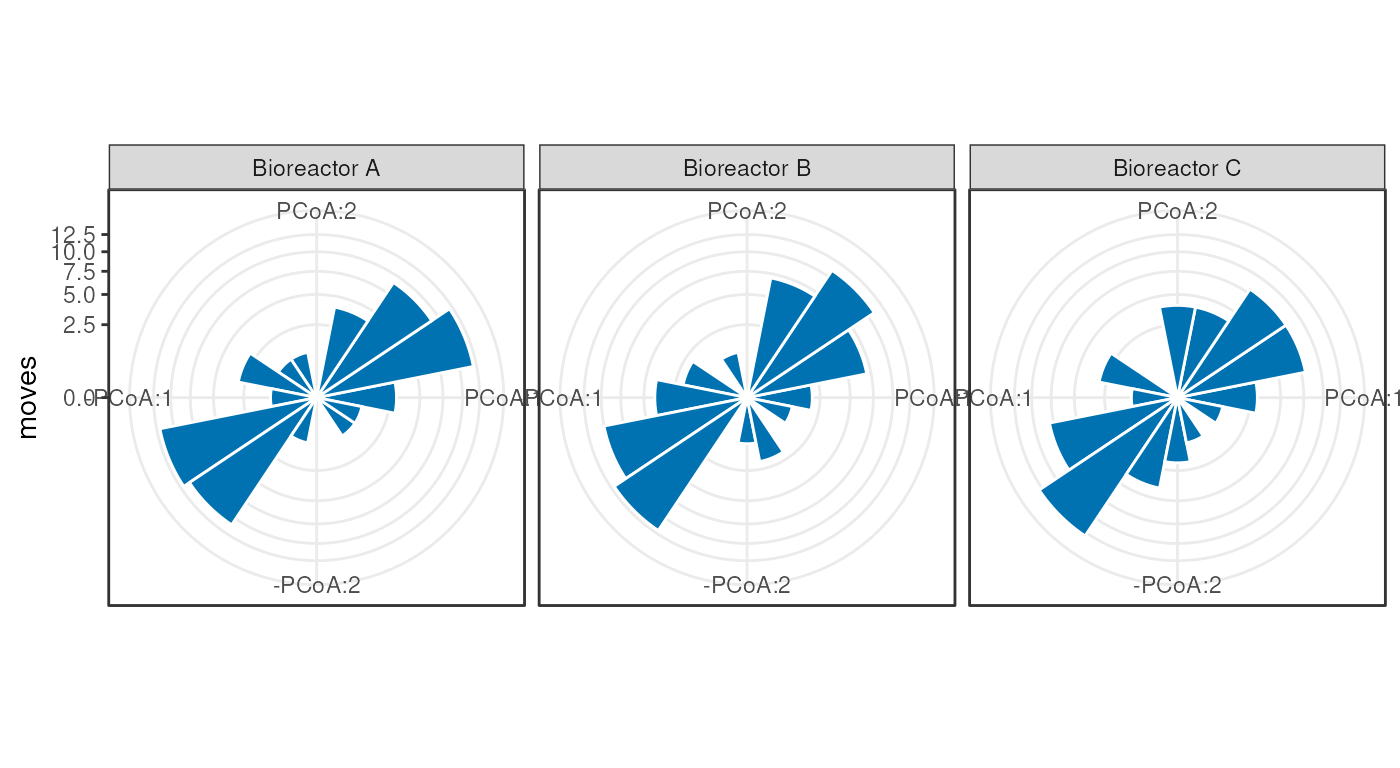 Bioreactor A
Bioreactor B
Bioreactor C
PCoA:2
PCoA:2
PCoA:2
12.5
10.0
7.5
5.0
2.5
0.0
PCoA:1
PCoA:1
PCoA:1
PCoA:1
PCoA:1
PCoA:1
moves
-PCoA:2
-PCoA:2
-PCoA:2